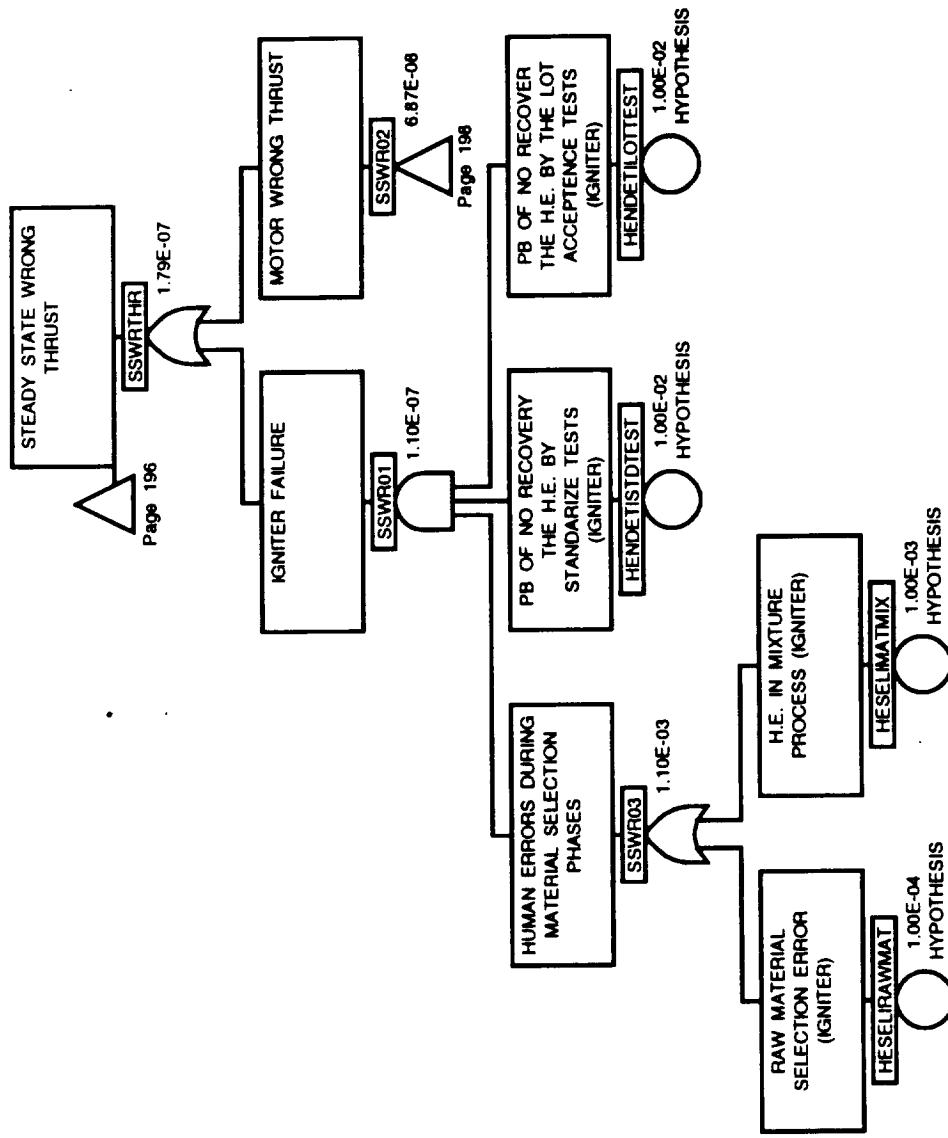 STEADY STATE WRONG
THRUST
Page 196
SSWRTHR
1.79E-07
IGNITER FAILURE
SSWR01
1.10E-07
MOTOR WRONG THRUST
SSWR02
6.87E-08
Page 198
HUMAN ERRORS DURING
MATERIAL SELECTION
PHASES
SSWR03
1.10E-03
PB OF NO RECOVERY
THE H.E. BY
STANDARIZE TESTS
(IGNITER)
HENDETISTDTEST
1.00E-02
HYPOTHESIS
PB OF NO RECOVER
THE H.E. BY THE LOT
ACCEPTENCE TESTS
(IGNITER)
HENDETILOTTEST
1.00E-02
HYPOTHESIS
RAW MATERIAL
SELECTION ERROR
(IGNITER)
HESELIRAWMAT
1.00E-04
HYPOTHESIS
H.E. IN MIXTURE
PROCESS (IGNITER)
HESELIMATMIX
1.00E-03
HYPOTHESIS